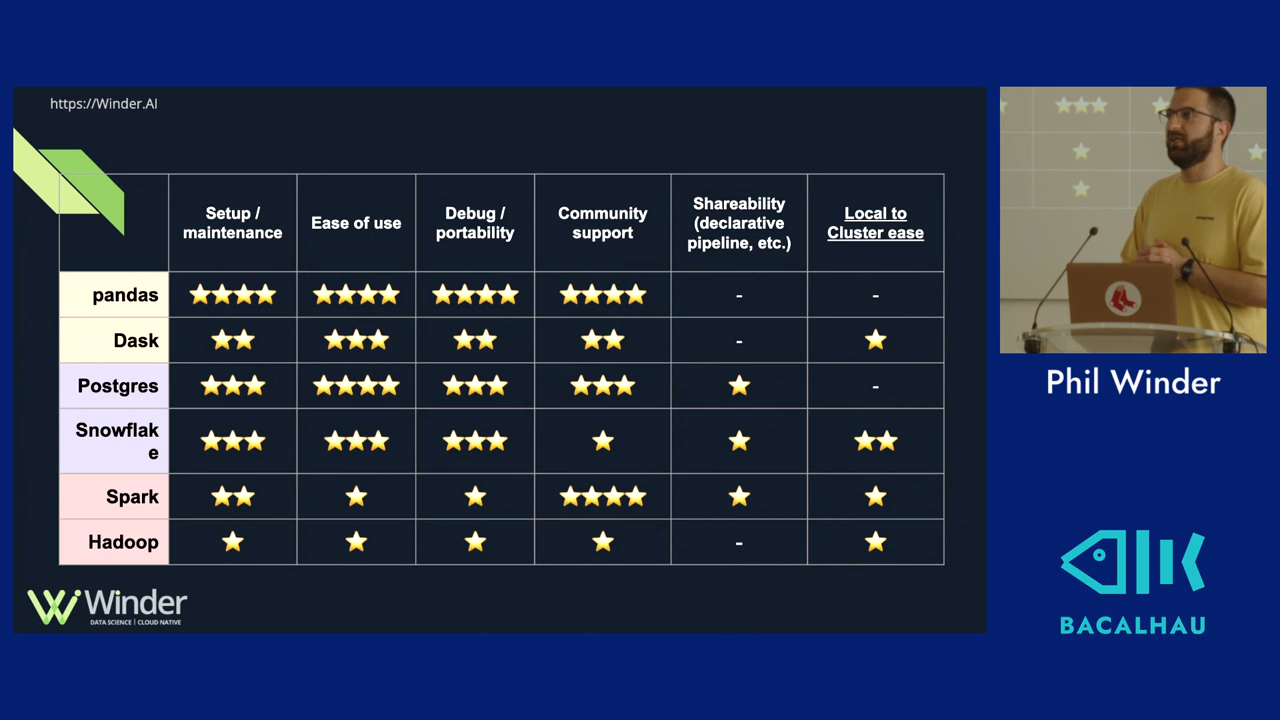 https://Winder.AI
Setup /
maintenance
Ease of use
Debug /
portability
Community
support
Shareability
(declarative
pipeline, etc.)
Local to
Cluster ease
pandas ⭐⭐⭐⭐ ⭐⭐⭐⭐ ⭐⭐⭐⭐ ⭐⭐⭐⭐ - -
Dask ⭐⭐ ⭐⭐⭐ ⭐⭐ ⭐⭐ - ⭐
Postgres ⭐⭐⭐ ⭐⭐⭐⭐ ⭐⭐⭐ ⭐⭐⭐ ⭐ -
Snowflak
e ⭐⭐⭐ ⭐⭐⭐ ⭐⭐⭐ ⭐ ⭐ ⭐⭐
Spark ⭐⭐ ⭐ ⭐ ⭐⭐⭐⭐ ⭐ ⭐
Hadoop ⭐ ⭐ ⭐ ⭐ - ⭐
Winder
DATA SCIENCE | CLOUD NATIVE
Phil Winder
BACALHAU